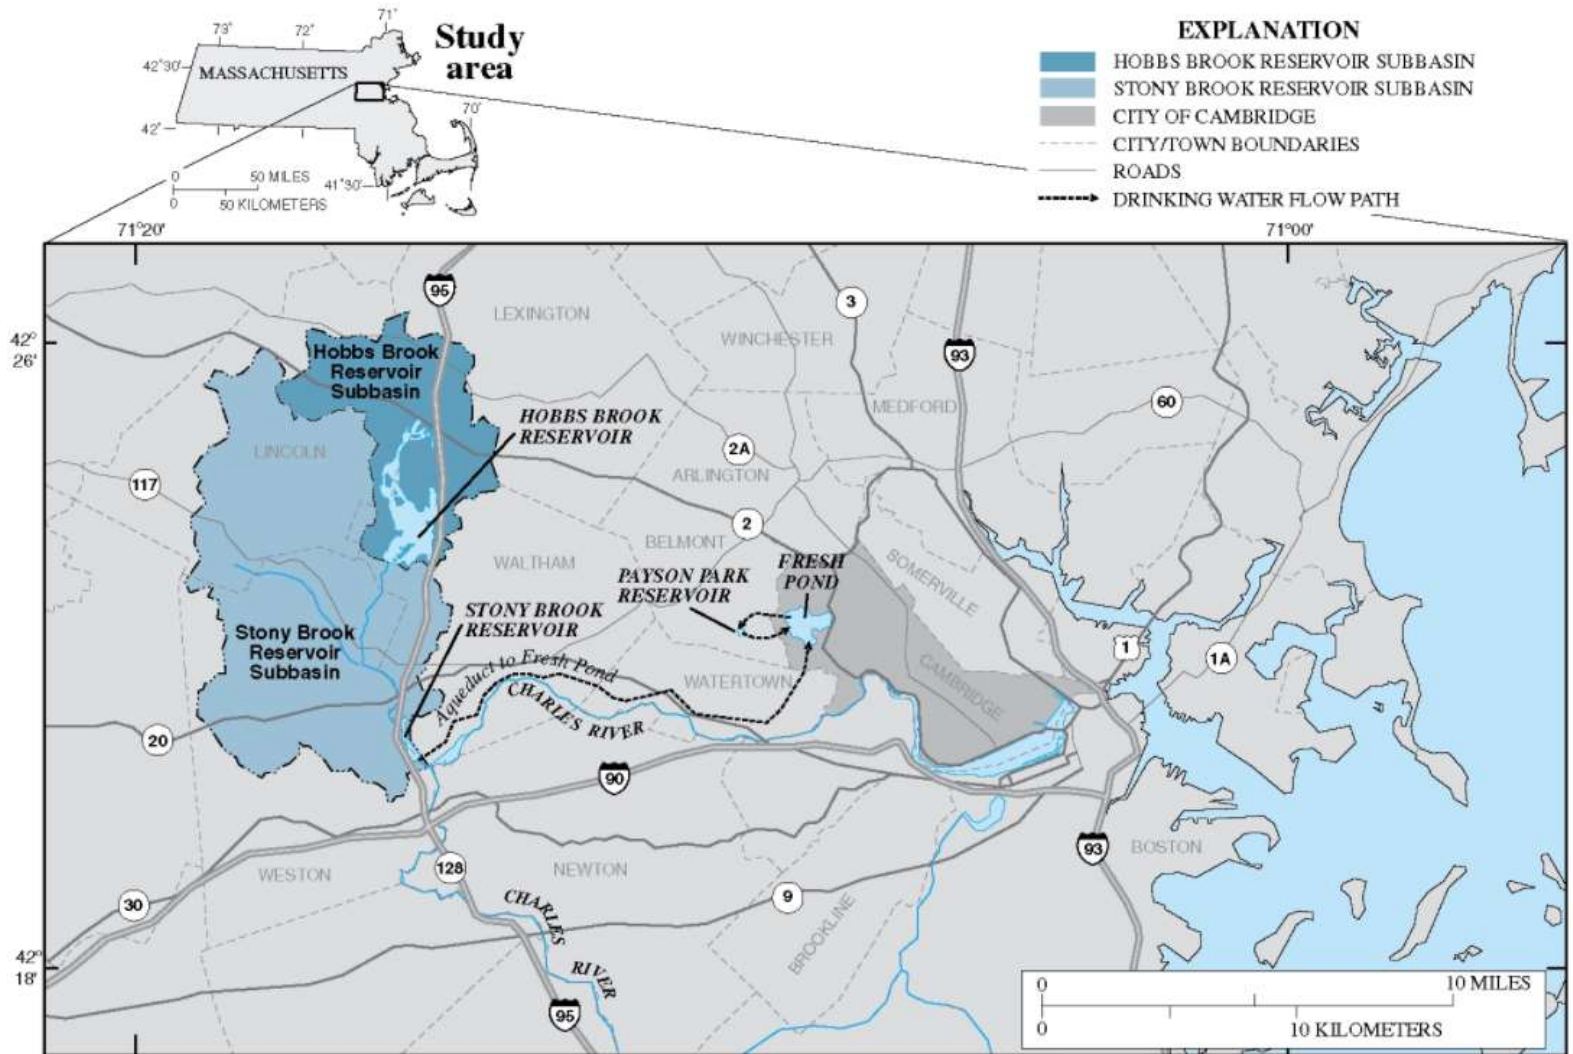 73°
72°
71°
Study
area
42°30'
MASSACHUSETTS
42°
70°
0
50 MILES
41°30'
0
50 KILOMETERS
EXPLANATION
HOBBS BROOK RESERVOIR SUBBASIN
STONY BROOK RESERVOIR SUBBASIN
CITY OF CAMBRIDGE
CITY/TOWN BOUNDARIES
ROADS
DRINKING WATER FLOW PATH
71°20'
71°00'
95
3
LEXINGTON
WINCHESTER
42°
26'
93
Hobbs Brook
Reservoir
Subbasin
60
MEDFORD
HOBBS BROOK
RESERVOIR
LINCOLN
2A
ARLINGTON
117
2
BELMONT
WALTHAM
FRESH
POND
PAYSON PARK
RESERVOIR
SOMERVILLE
STONY BROOK
RESERVOIR
Stony Brook
Reservoir
Subbasin
1
1A
Aqueduct to Fresh Pond
WATERTOWN
CAMBRIDGE
CHARLES RIVER
20
90
93
BOSTON
128
WESTON
NEWTON
30
9
CHARLES
RIVER
BROOKLINE
42°
18'
95
0
10 MILES
0
10 KILOMETERS